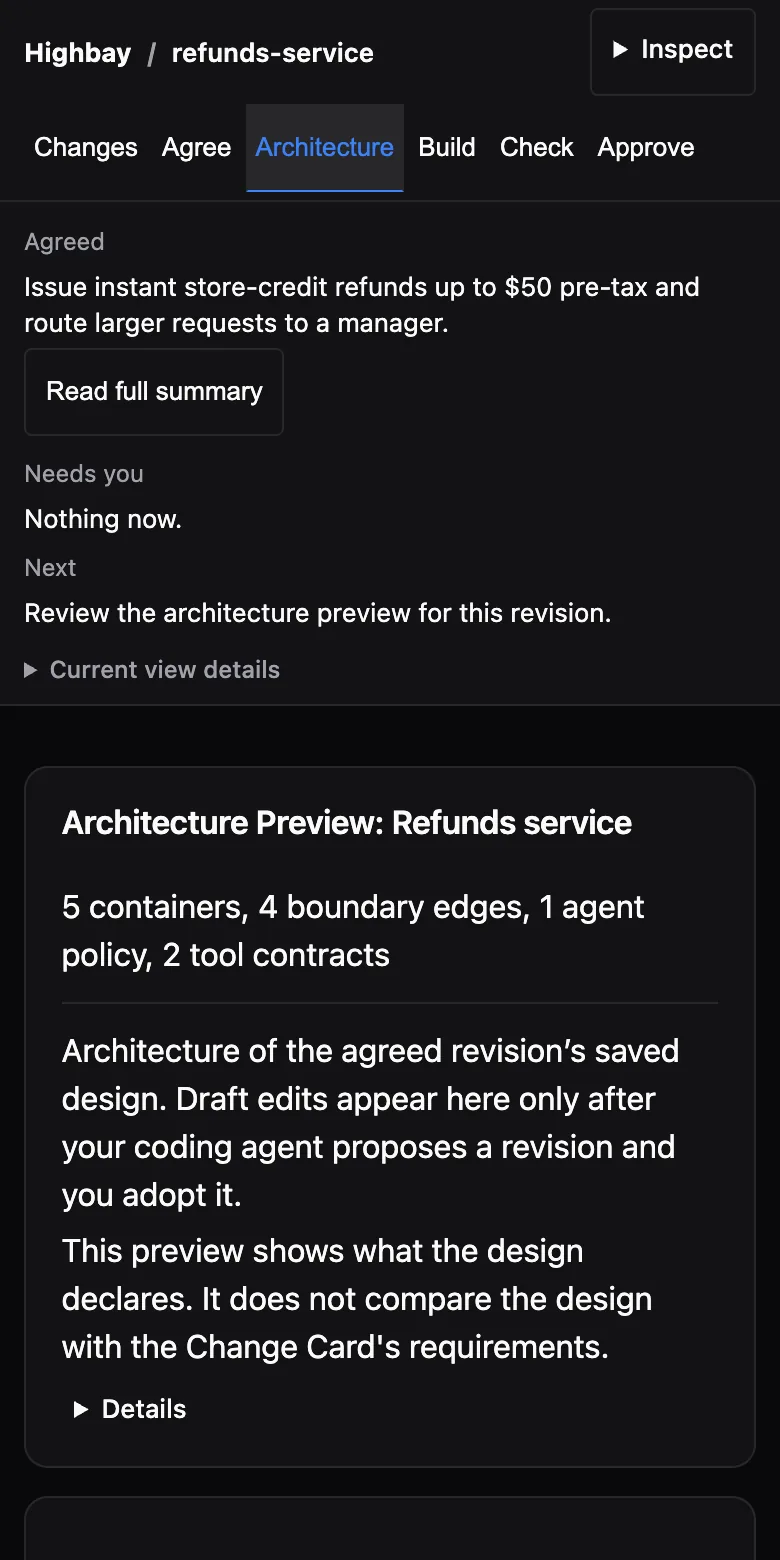 Highbay / refunds-service
▶ Inspect
Changes Agree Architecture Build Check Approve
Agreed
Issue instant store-credit refunds up to $50 pre-tax and
route larger requests to a manager.
Read full summary
Needs you
Nothing now.
Next
Review the architecture preview for this revision.
▶ Current view details
Architecture Preview: Refunds service
5 containers, 4 boundary edges, 1 agent
policy, 2 tool contracts
Architecture of the agreed revision’s saved
design. Draft edits appear here only after
your coding agent proposes a revision and
you adopt it.
This preview shows what the design
declares. It does not compare the design
with the Change Card's requirements.
▶ Details